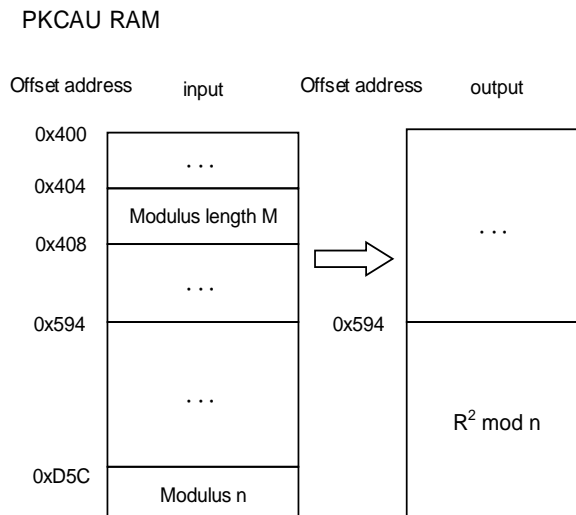 PKCAU RAM
Offset address input Offset address output
0x400
. . .
0x404
Modulus length M
0x408
. . .
. . .
0x594 0x594
. . .
R² mod n
0xD5C
Modulus n